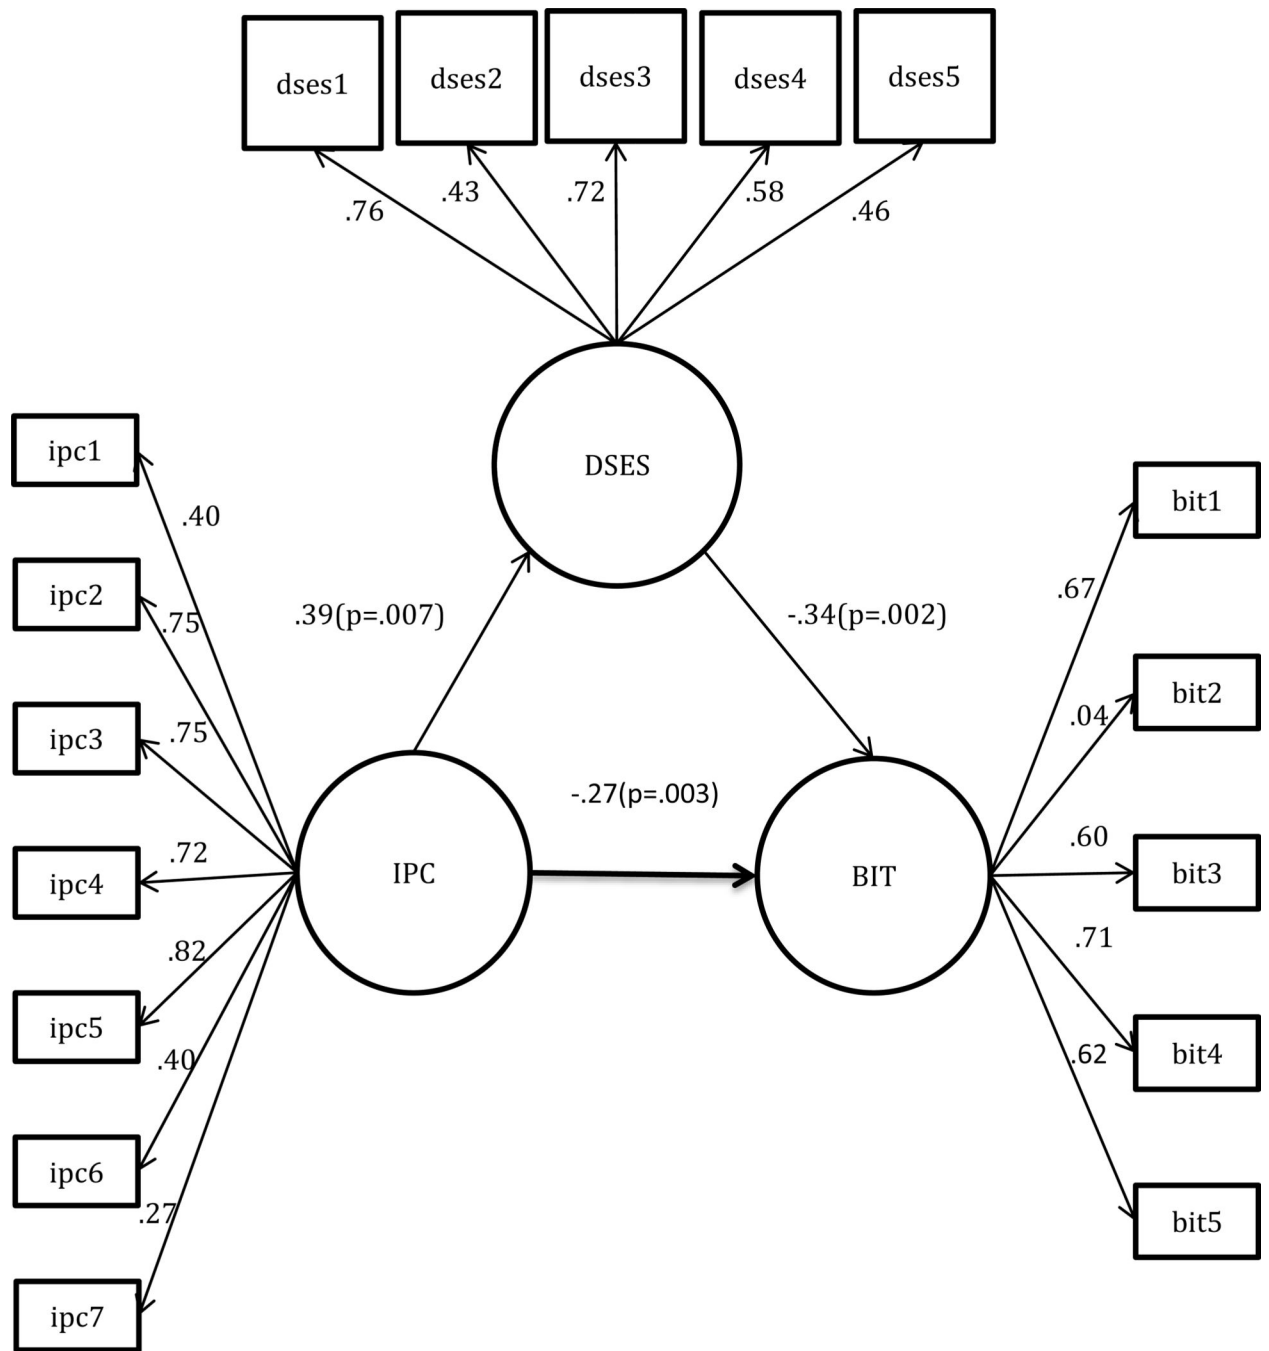 dses1
dses2
dses3
dses4
dses5
.76
.43
.72
.58
.46
DSES
ipc1
ipc2
ipc3
ipc4
ipc5
ipc6
ipc7
.40
.75
.75
.72
.82
.40
.27
.39(p=.007)
-.34(p=.002)
-.27(p=.003)
IPC
BIT
.67
.04
.60
.71
.62
bit1
bit2
bit3
bit4
bit5